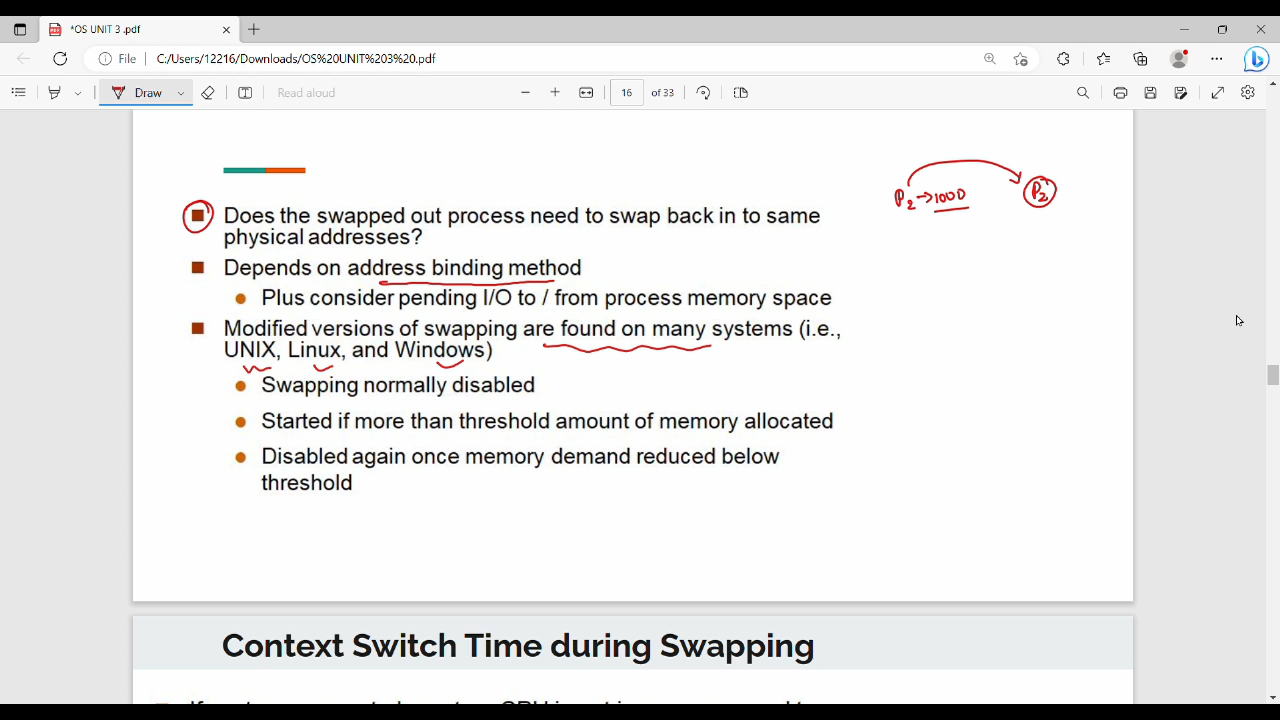 *OS UNIT 3 .pdf
File C:/Users/12216/Downloads/OS%20UNIT%203%20.pdf
Draw Read aloud 16 of 33
P2 → 1000 P2
Does the swapped out process need to swap back in to same
physical addresses?
Depends on address binding method
Plus consider pending I/O to / from process memory space
Modified versions of swapping are found on many systems (i.e.,
UNIX, Linux, and Windows)
Swapping normally disabled
Started if more than threshold amount of memory allocated
Disabled again once memory demand reduced below
threshold
Context Switch Time during Swapping